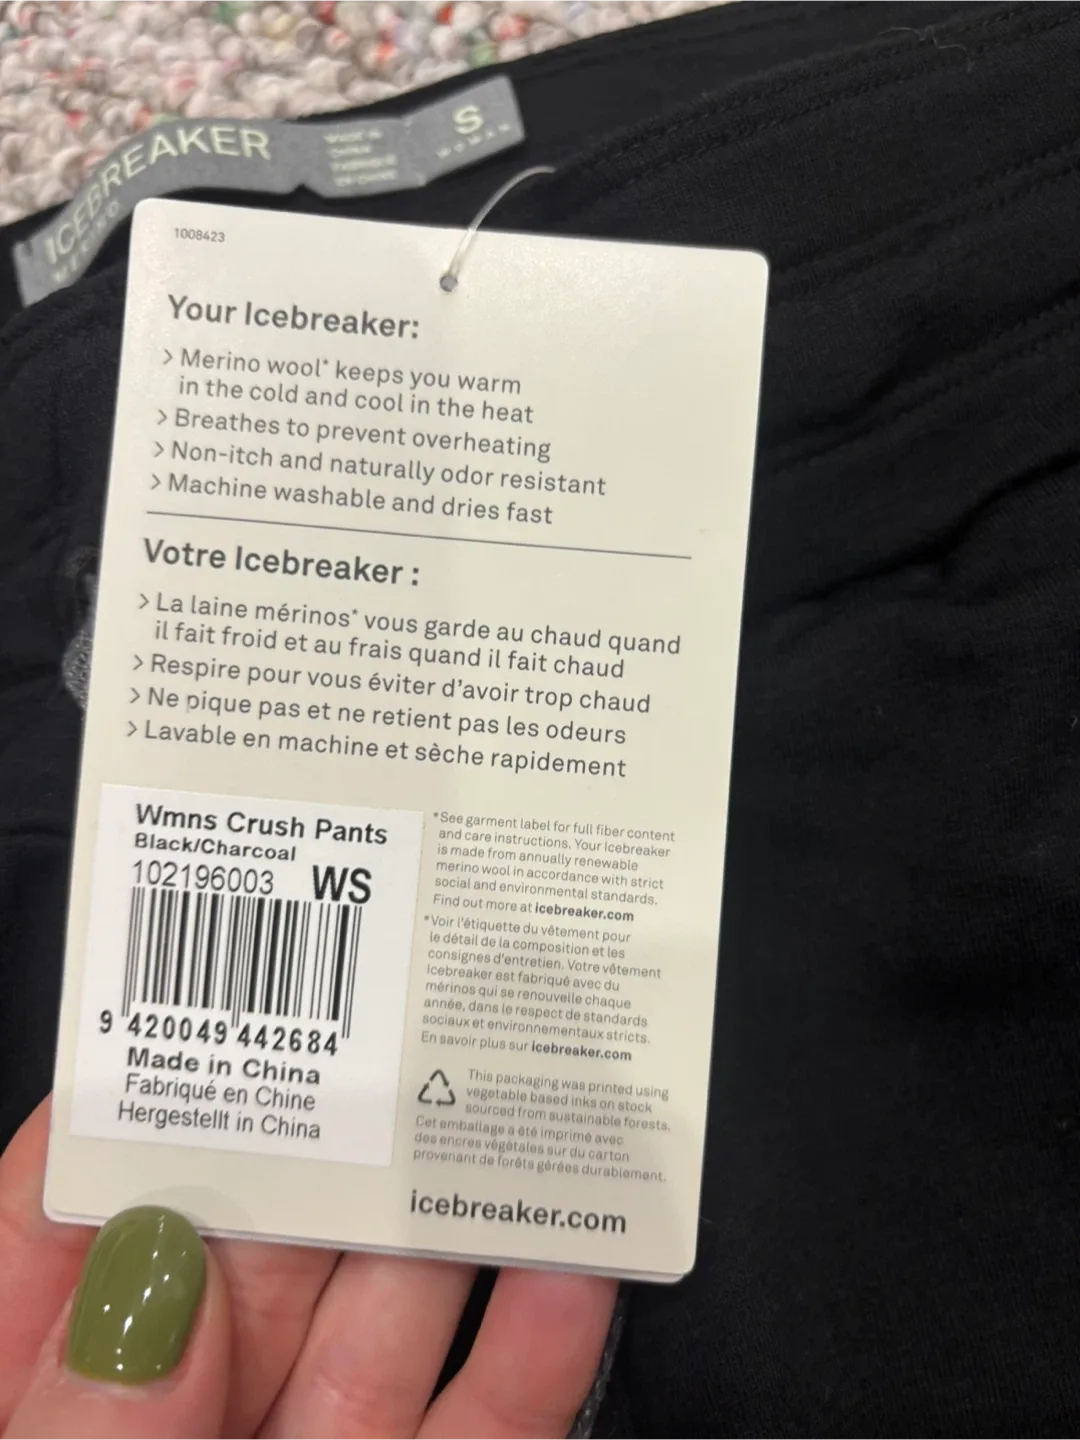 ICEBREAKER
MERINO
MADE IN
CHINA
FABRIQUÉ
EN CHINE
S
WOMAN
1008423
Your Icebreaker:
> Merino wool* keeps you warm
in the cold and cool in the heat
> Breathes to prevent overheating
> Non-itch and naturally odor resistant
> Machine washable and dries fast
Votre Icebreaker :
> La laine mérinos* vous garde au chaud quand
il fait froid et au frais quand il fait chaud
> Respire pour vous éviter d'avoir trop chaud
> Ne pique pas et ne retient pas les odeurs
> Lavable en machine et sèche rapidement
Wmns Crush Pants
Black/Charcoal
102196003 WS
9 420049 442684
Made in China
Fabriqué en Chine
Hergestellt in China
*See garment label for full fiber content
and care instructions. Your Icebreaker
is made from annually renewable
merino wool in accordance with strict
social and environmental standards.
Find out more at icebreaker.com
*Voir l'étiquette du vêtement pour
le détail de la composition et les
consignes d'entretien. Votre vêtement
Icebreaker est fabriqué avec du
mérinos qui se renouvelle chaque
année, dans le respect de standards
sociaux et environnementaux stricts.
En savoir plus sur icebreaker.com
This packaging was printed using
vegetable based inks on stock
sourced from sustainable forests.
Cet emballage a été imprimé avec
des encres végétales sur du carton
provenant de forêts gérées durablement.
icebreaker.com